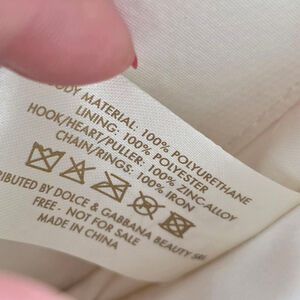 BODY MATERIAL: 100% POLYURETHANE
LINING: 100% POLYESTER
HOOK/HEART/PULLER: 100% ZINC-ALLOY
CHAIN/RINGS: 100% IRON
TRIBUTED BY DOLCE & GABBANA BEAUTY SRL
FREE - NOT FOR SALE
MADE IN CHINA